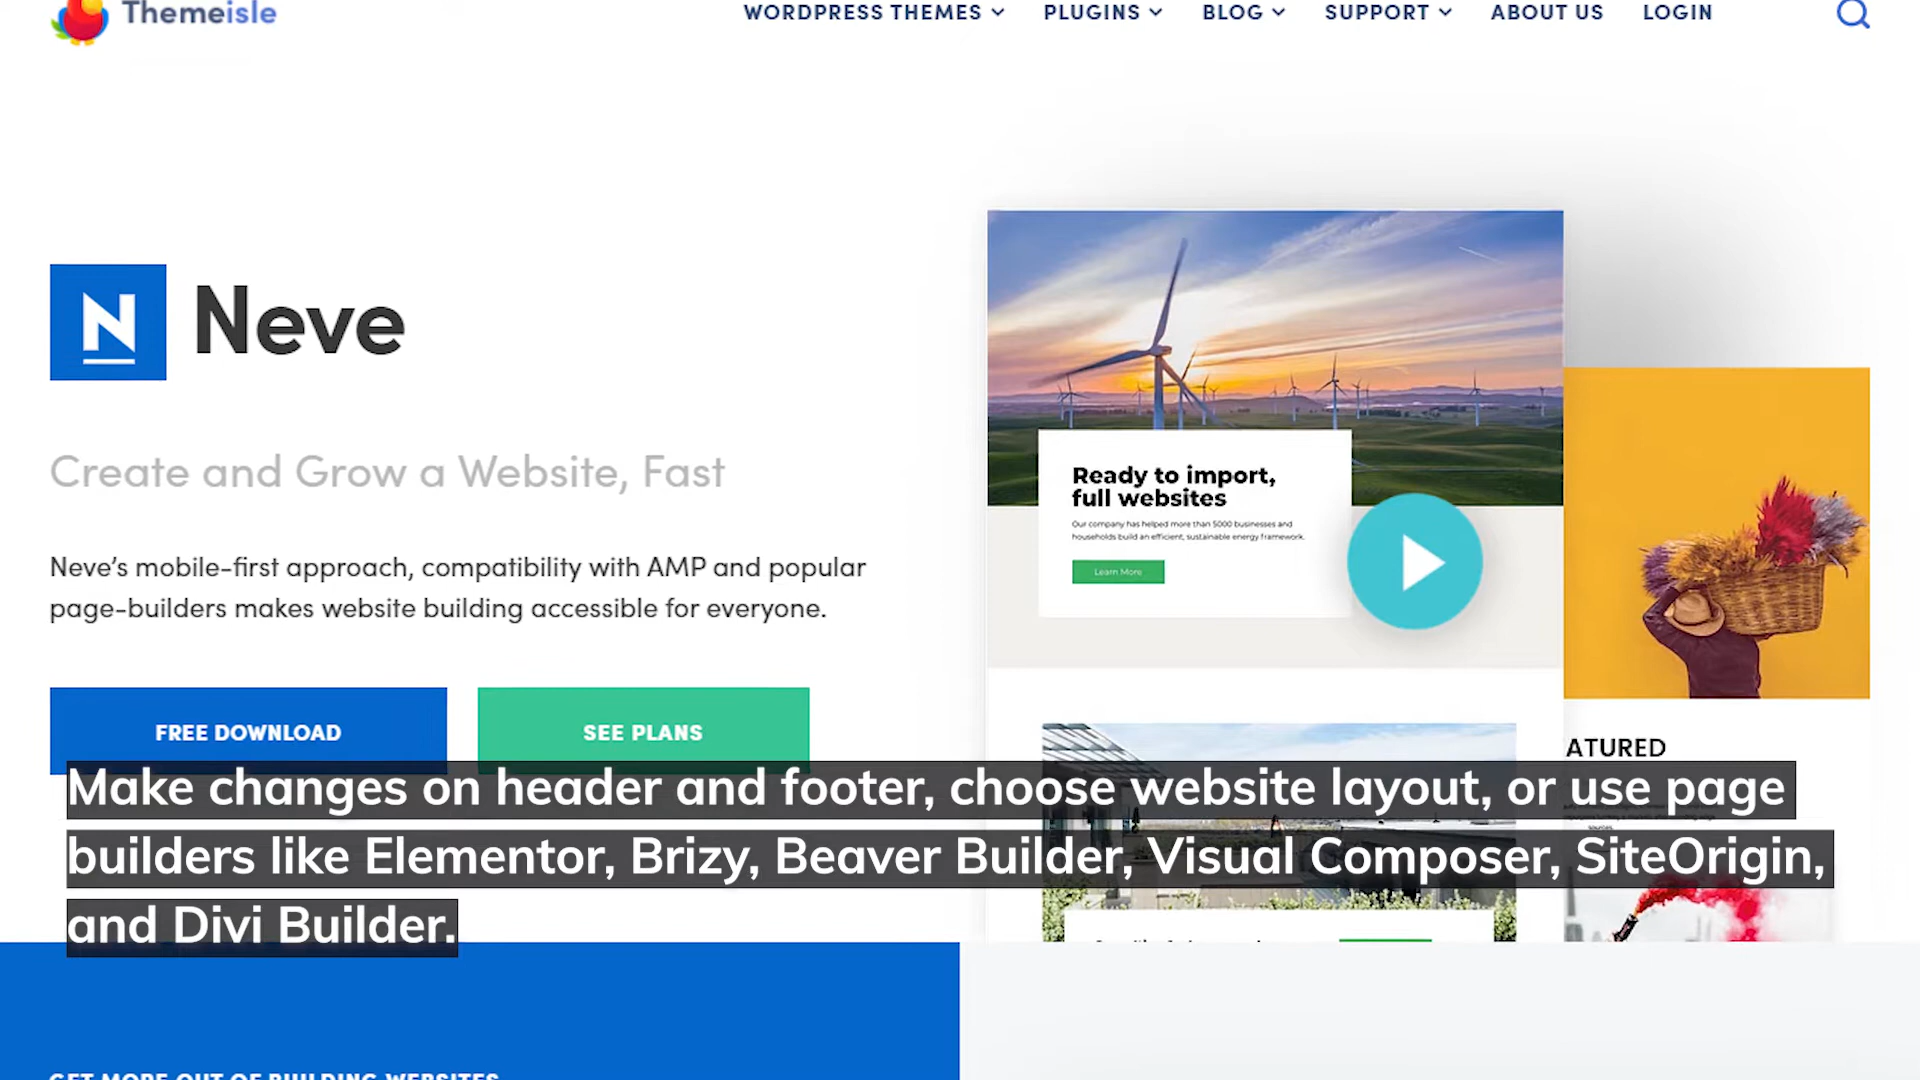 Themeisle
WORDPRESS THEMES
PLUGINS
BLOG
SUPPORT
ABOUT US
LOGIN
N Neve
Create and Grow a Website, Fast
Neve's mobile-first approach, compatibility with AMP and popular
page-builders makes website building accessible for everyone.
FREE DOWNLOAD
SEE PLANS
Ready to import,
full websites
Our company has helped more than 5000 businesses and
households build an efficient, sustainable energy framework.
Learn More
ATURED
sources.
Make changes on header and footer, choose website layout, or use page
builders like Elementor, Brizy, Beaver Builder, Visual Composer, SiteOrigin,
and Divi Builder.
GET MORE OUT OF BUILDING WEBSITES